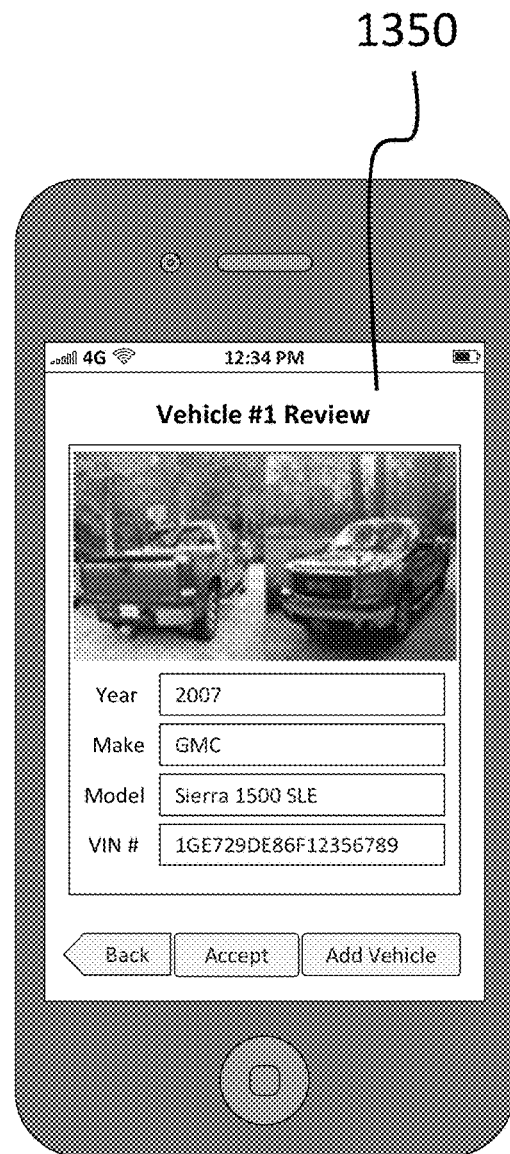 1350
4G 12:34 PM
Vehicle #1 Review
Year 2007
Make GMC
Model Sierra 1500 SLE
VIN # 1GE729DE86F12356789
Back Accept Add Vehicle